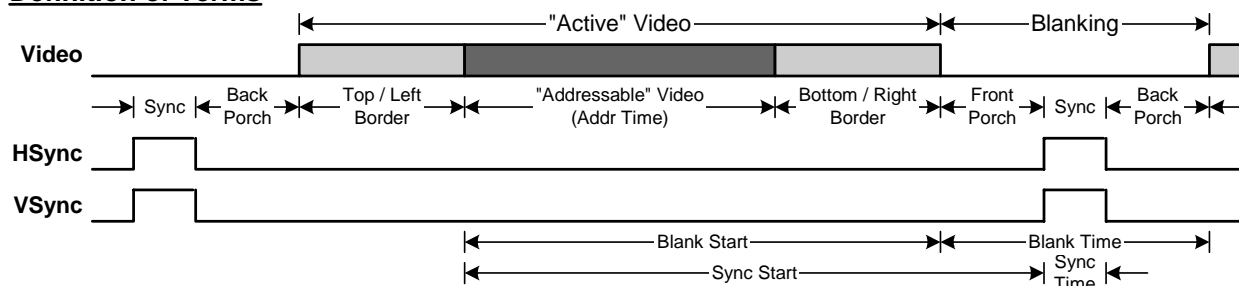 Definition of Terms
"Active" Video
Blanking
Video
Sync
Back
Porch
Top / Left
Border
"Addressable" Video
(Addr Time)
Bottom / Right
Border
Front
Porch
Sync
Back
Porch
HSync
VSync
Blank Start
Blank Time
Sync Start
Sync
Time